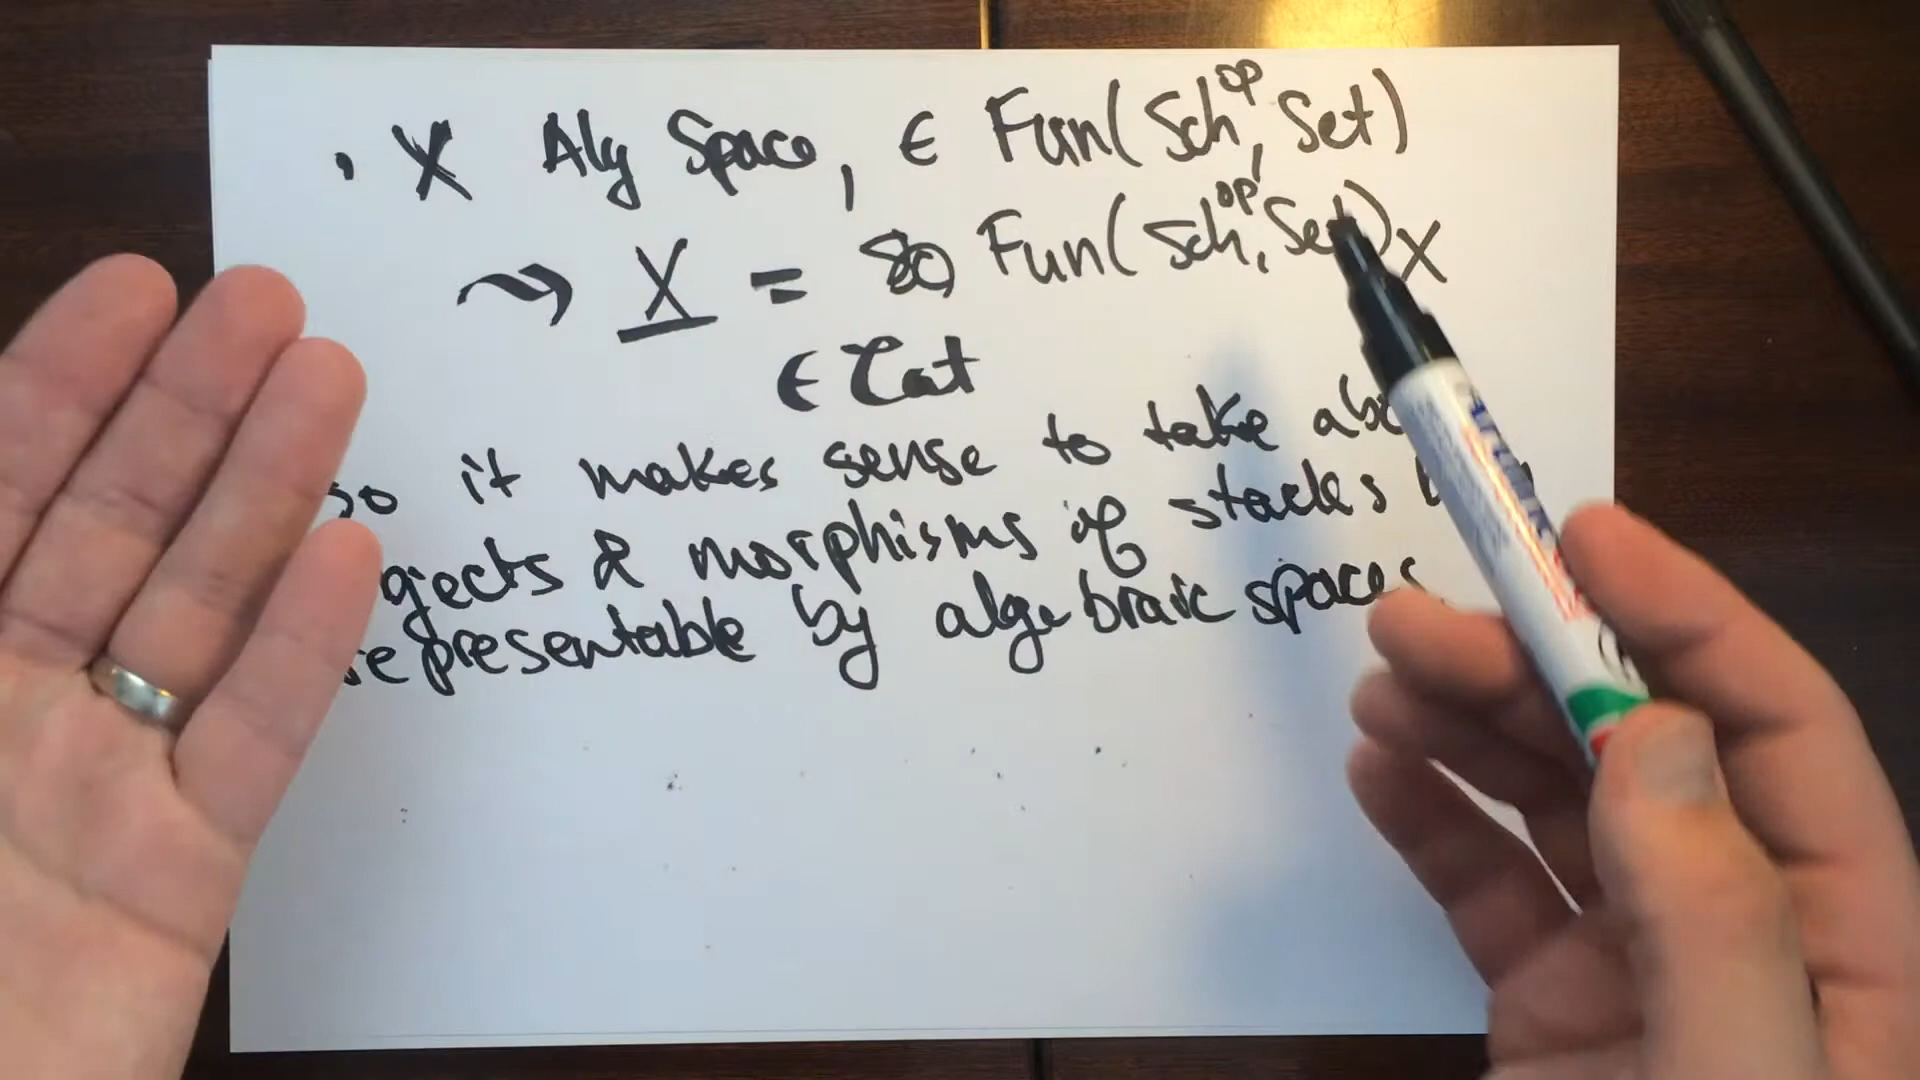 · X Alg Space, ∈ Fun(Sch^op, Set)
⇝ X = Fun(Sch^op, Set)_X
∈ Cat
so it makes sense to take
& morphisms of stacks
representable by algebraic spaces